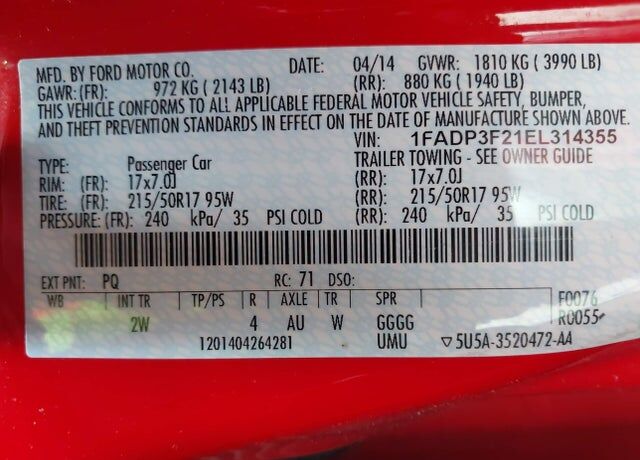 MFD. BY FORD MOTOR CO. DATE: 04/14 GVWR: 1810 KG ( 3990 LB)
GAWR: (FR): 972 KG ( 2143 LB) (RR): 880 KG ( 1940 LB)
THIS VEHICLE CONFORMS TO ALL APPLICABLE FEDERAL MOTOR VEHICLE SAFETY, BUMPER,
AND THEFT PREVENTION STANDARDS IN EFFECT ON THE DATE OF MANUFACTURE SHOWN ABOVE.
VIN: 1FADP3F21EL314355
TYPE: Passenger Car TRAILER TOWING - SEE OWNER GUIDE
RIM: (FR): 17x7.0J (RR): 17x7.0J
TIRE: (FR): 215/50R17 95W (RR): 215/50R17 95W
PRESSURE: (FR): 240 kPa/ 35 PSI COLD (RR): 240 kPa/ 35 PSI COLD
EXT PNT: PQ RC: 71 DSO:
WB INT TR TP/PS R AXLE TR SPR F0076
2W 4 AU W GGGG R0055
1201404264281 UMU ▽5U5A-3520472-AA